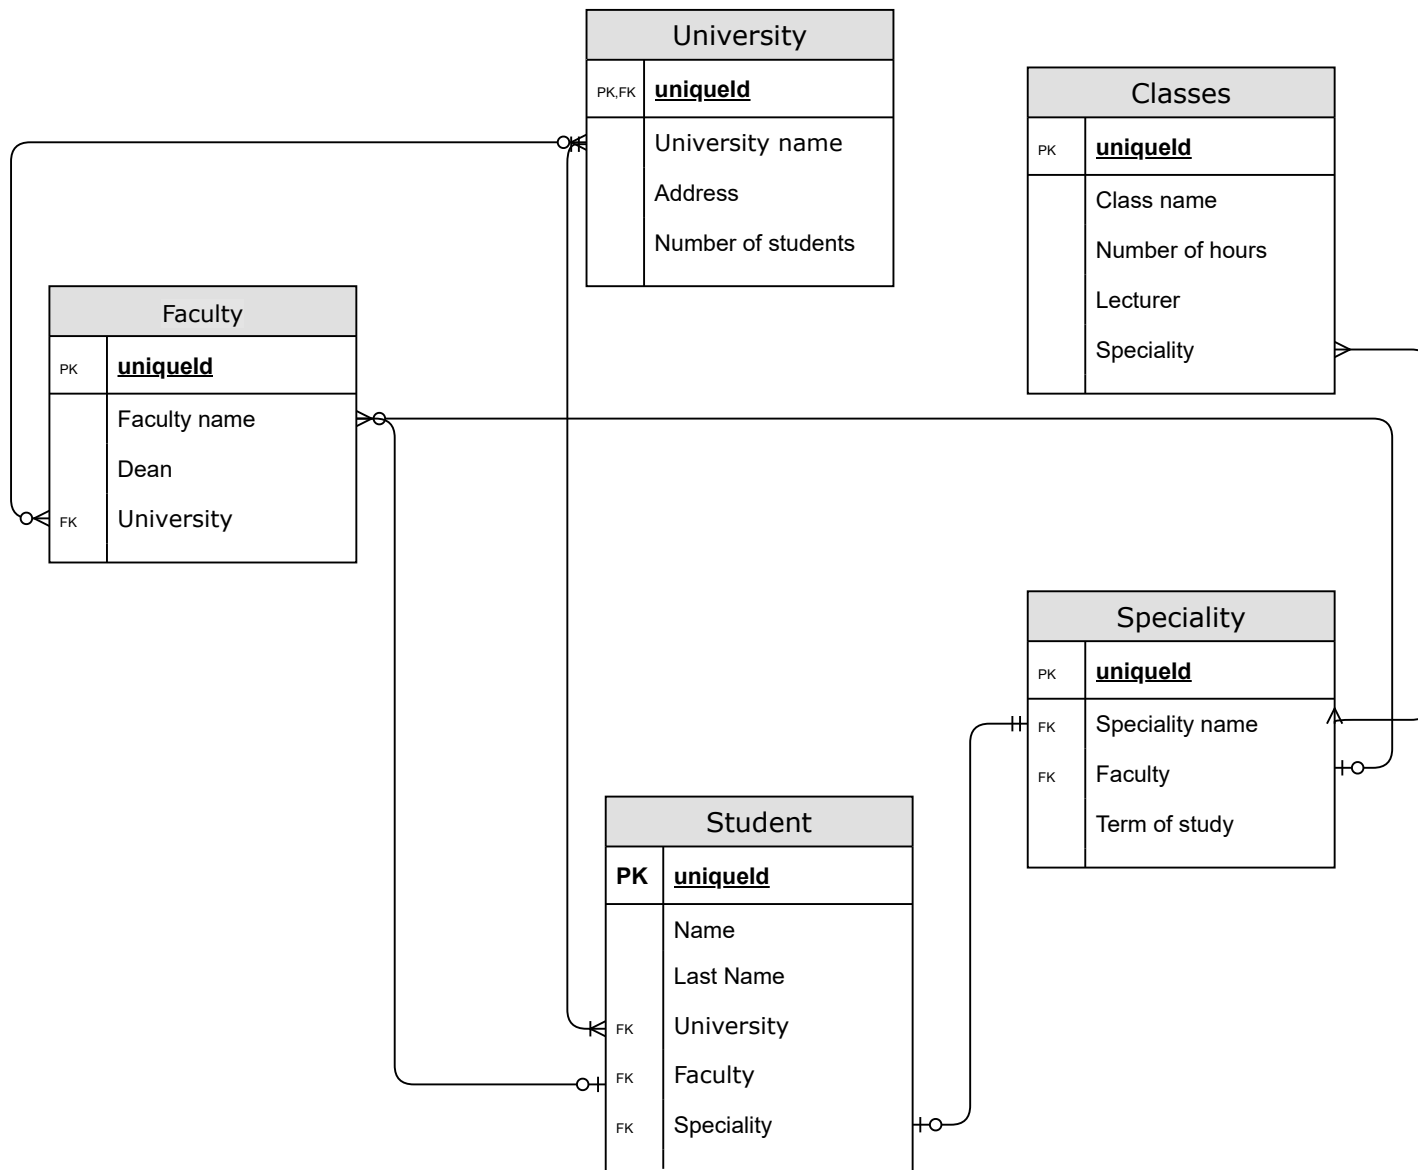 University
PK,FK uniqueId
University name
Address
Number of students
Classes
PK uniqueId
Class name
Number of hours
Lecturer
Speciality
Faculty
PK uniqueId
Faculty name
Dean
FK University
Speciality
PK uniqueId
FK Speciality name
FK Faculty
Term of study
Student
PK uniqueId
Name
Last Name
FK University
FK Faculty
FK Speciality